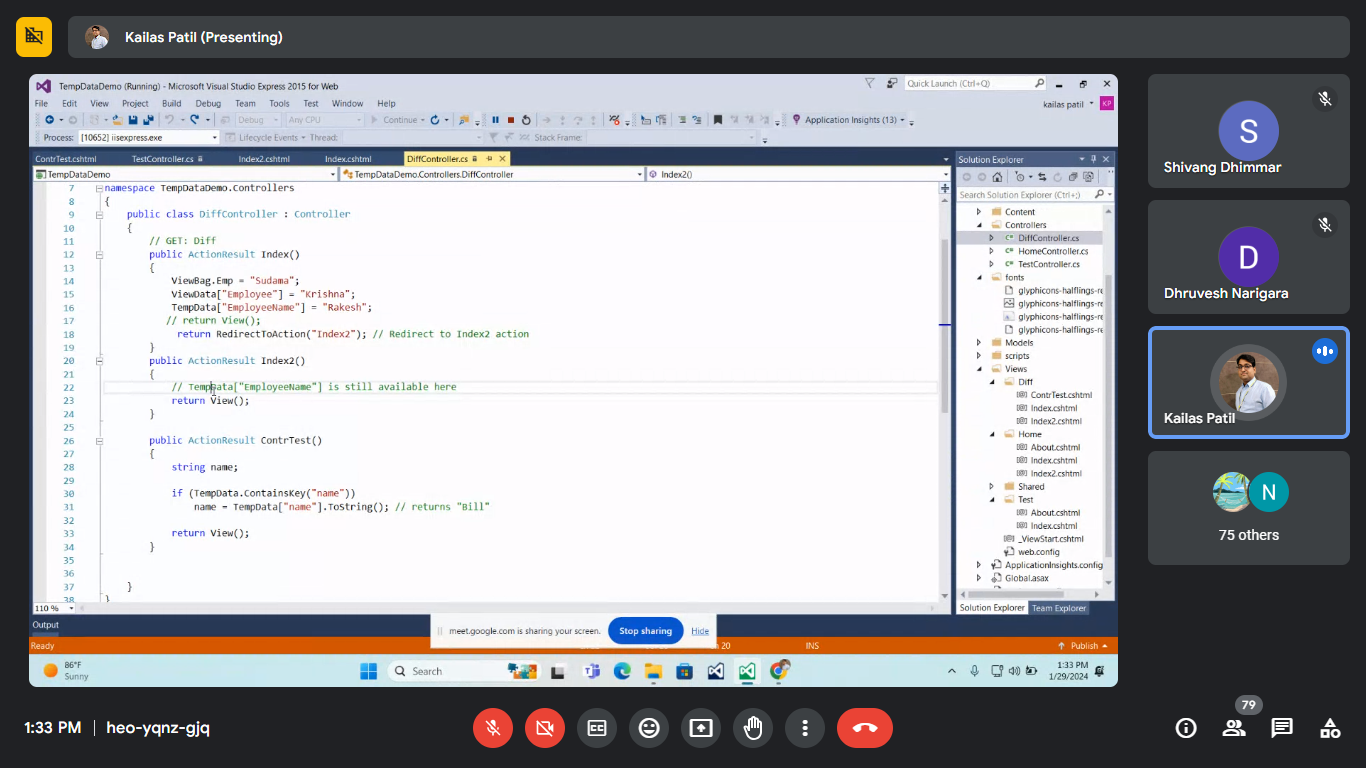 Kailas Patil (Presenting)
TempDataDemo (Running) - Microsoft Visual Studio Express 2015 for Web
Quick Launch (Ctrl+Q)
File Edit View Project Build Debug Team Tools Test Window Help
kailas patil KP
Debug Any CPU Continue Application Insights (13)
Process: [10652] iisexpress.exe Lifecycle Events Thread: Stack Frame:
ContrTest.cshtml TestController.cs Index2.cshtml Index.cshtml DiffController.cs
TempDataDemo TempDataDemo.Controllers.DiffController Index2()
7 namespace TempDataDemo.Controllers
8 {
9 public class DiffController : Controller
10 {
11 // GET: Diff
12 public ActionResult Index()
13 {
14 ViewBag.Emp = "Sudama";
15 ViewData["Employee"] = "Krishna";
16 TempData["EmployeeName"] = "Rakesh";
17 // return View();
18 return RedirectToAction("Index2"); // Redirect to Index2 action
19 }
20 public ActionResult Index2()
21 {
22 // TempData["EmployeeName"] is still available here
23 return View();
24 }
25
26 public ActionResult ContrTest()
27 {
28 string name;
29
30 if (TempData.ContainsKey("name"))
31 name = TempData["name"].ToString(); // returns "Bill"
32
33 return View();
34 }
35
36
37 }
38 }
110 %
Output
Ready
INS
Publish
Solution Explorer
Search Solution Explorer (Ctrl+;)
Content
Controllers
DiffController.cs
HomeController.cs
TestController.cs
fonts
glyphicons-halflings-re
glyphicons-halflings-re
glyphicons-halflings-re
glyphicons-halflings-re
Models
scripts
Views
Diff
ContrTest.cshtml
Index.cshtml
Index2.cshtml
Home
About.cshtml
Index.cshtml
Index2.cshtml
Shared
Test
About.cshtml
Index.cshtml
_ViewStart.cshtml
web.config
ApplicationInsights.config
Global.asax
Solution Explorer Team Explorer
meet.google.com is sharing your screen. Stop sharing Hide
86°F
Sunny
Search
1:33 PM
1/29/2024
S
Shivang Dhimmar
D
Dhruvesh Narigara
Kailas Patil
N
75 others
1:33 PM | heo-yqnz-gjq
79